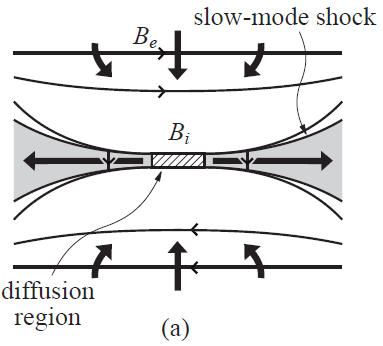 slow-mode shock
Be
Bi
diffusion
region
(a)